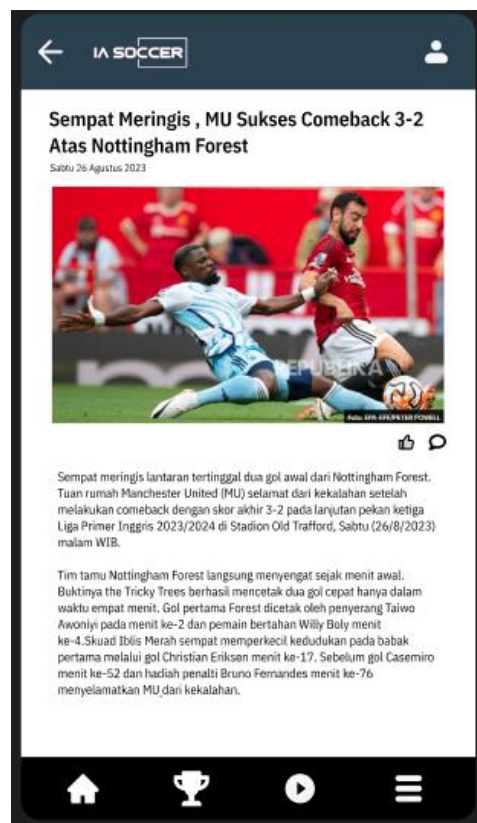 IA SOCCER
Sempat Meringis , MU Sukses Comeback 3-2
Atas Nottingham Forest
Sabtu 26 Agustus 2023
REPUBLIKA
Foto: EPA-EFE/PETER POWELL
Sempat meringis lantaran tertinggal dua gol awal dari Nottingham Forest.
Tuan rumah Manchester United (MU) selamat dari kekalahan setelah
melakukan comeback dengan skor akhir 3-2 pada lanjutan pekan ketiga
Liga Primer Inggris 2023/2024 di Stadion Old Trafford, Sabtu (26/8/2023)
malam WIB.
Tim tamu Nottingham Forest langsung menyengat sejak menit awal.
Buktinya the Tricky Trees berhasil mencetak dua gol cepat hanya dalam
waktu empat menit. Gol pertama Forest dicetak oleh penyerang Taiwo
Awoniyi pada menit ke-2 dan pemain bertahan Willy Boly menit
ke-4.Skuad Iblis Merah sempat memperkecil kedudukan pada babak
pertama melalui gol Christian Eriksen menit ke-17. Sebelum gol Casemiro
menit ke-52 dan hadiah penalti Bruno Fernandes menit ke-76
menyelamatkan MU dari kekalahan.